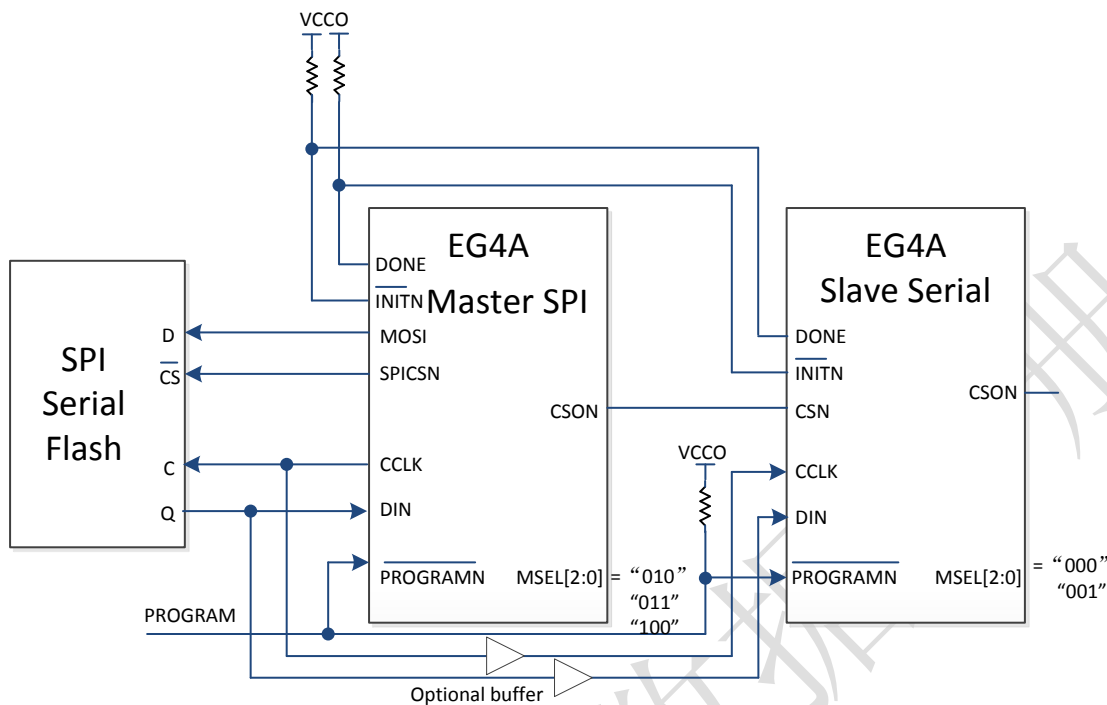 VCCO
EG4A
Master SPI
DONE
INITN
MOSI
SPICSN
CSON
CCLK
DIN
PROGRAMN
MSEL[2:0] = “010”
“011”
“100”
SPI
Serial
Flash
D
CS
C
Q
PROGRAM
Optional buffer
VCCO
EG4A
Slave Serial
DONE
INITN
CSN
CSON
CCLK
DIN
PROGRAMN
MSEL[2:0] = “000”
“001”
册